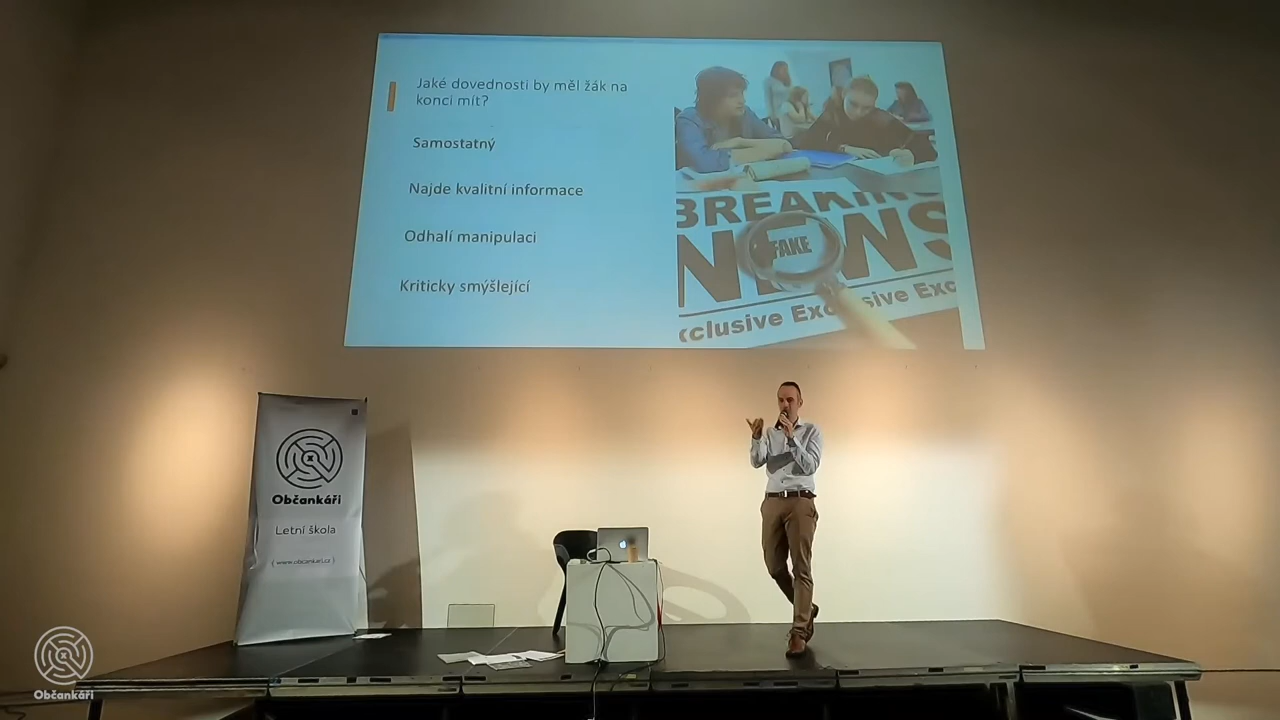 Jaké dovednosti by měl žák na
konci mít?
Samostatný
Najde kvalitní informace
Odhalí manipulaci
Kriticky smýšlející
BREAKING
NEWS
FAKE
xclusive Exclusive Exc
Občankáři
Letní škola
(www.obcankari.cz)
Občankáři